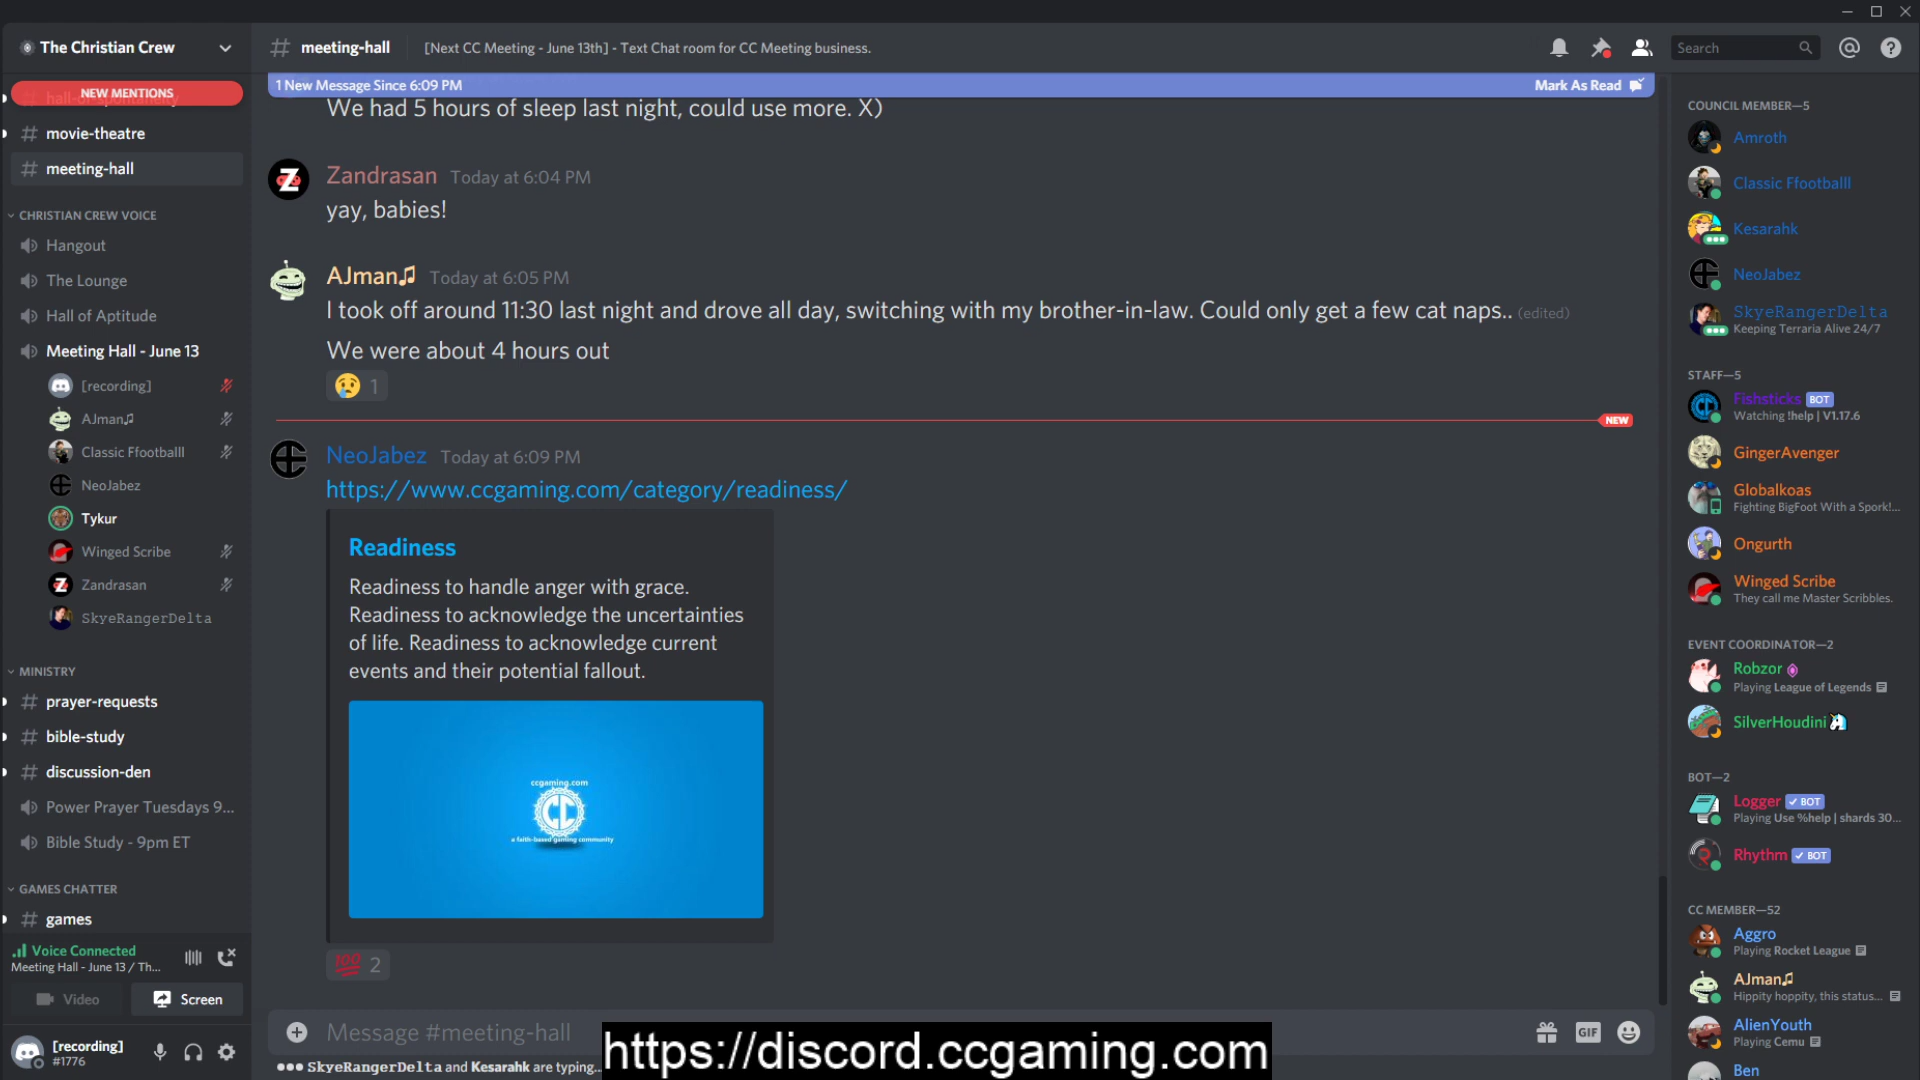 The Christian Crew
NEW MENTIONS
movie-theatre
meeting-hall
CHRISTIAN CREW VOICE
Hangout
The Lounge
Hall of Aptitude
Meeting Hall - June 13
[recording]
AJman♫
Classic Ffootballl
NeoJabez
Tykur
Winged Scribe
Zandrasan
SkyeRangerDelta
MINISTRY
prayer-requests
bible-study
discussion-den
Power Prayer Tuesdays 9...
Bible Study - 9pm ET
GAMES CHATTER
games
Voice Connected
Meeting Hall - June 13 / Th...
Video
Screen
[recording]
#1776
meeting-hall
[Next CC Meeting - June 13th] - Text Chat room for CC Meeting business.
Search
1 New Message Since 6:09 PM
Mark As Read
We had 5 hours of sleep last night, could use more. X)
Zandrasan Today at 6:04 PM
yay, babies!
AJman♫ Today at 6:05 PM
I took off around 11:30 last night and drove all day, switching with my brother-in-law. Could only get a few cat naps.. (edited)
We were about 4 hours out
1
NEW
NeoJabez Today at 6:09 PM
https://www.ccgaming.com/category/readiness/
Readiness
Readiness to handle anger with grace.
Readiness to acknowledge the uncertainties
of life. Readiness to acknowledge current
events and their potential fallout.
ccgaming.com
CC
a faith-based gaming community
100 2
Message #meeting-hall
GIF
SkyeRangerDelta and Kesarahk are typing...
https://discord.ccgaming.com
COUNCIL MEMBER—5
Amroth
Classic Ffootballl
Kesarahk
NeoJabez
SkyeRangerDelta
Keeping Terraria Alive 24/7
STAFF—5
Fishsticks BOT
Watching !help | V1.17.6
GingerAvenger
Globalkoas
Fighting BigFoot With a Spork!...
Ongurth
Winged Scribe
They call me Master Scribbles.
EVENT COORDINATOR—2
Robzor
Playing League of Legends
SilverHoudini
BOT—2
Logger BOT
Playing Use %help | shards 30...
Rhythm BOT
CC MEMBER—52
Aggro
Playing Rocket League
AJman♫
Hippity hoppity, this status...
AlienYouth
Playing Cemu
Ben